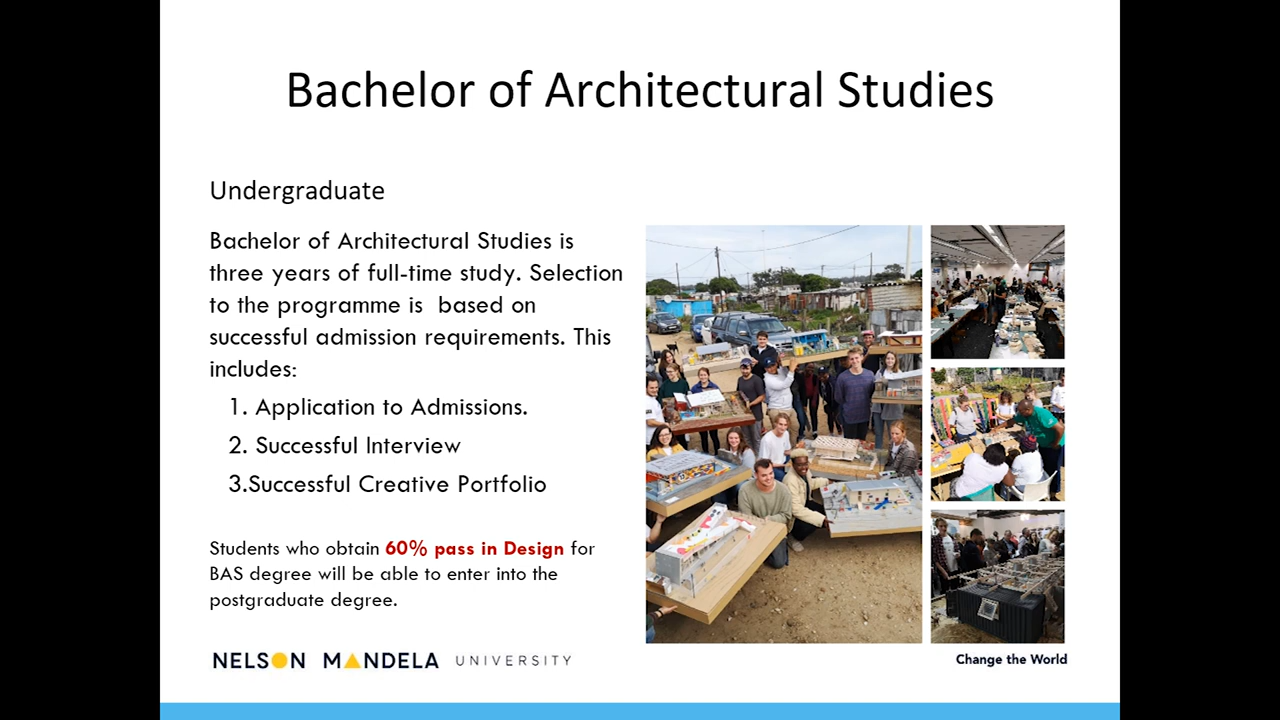 Bachelor of Architectural Studies
Undergraduate
Bachelor of Architectural Studies is
three years of full-time study. Selection
to the programme is  based on
successful admission requirements. This
includes:
1. Application to Admissions.
2. Successful Interview
3.Successful Creative Portfolio
Students who obtain 60% pass in Design for
BAS degree will be able to enter into the
postgraduate degree.
NELSON MANDELA UNIVERSITY
Change the World